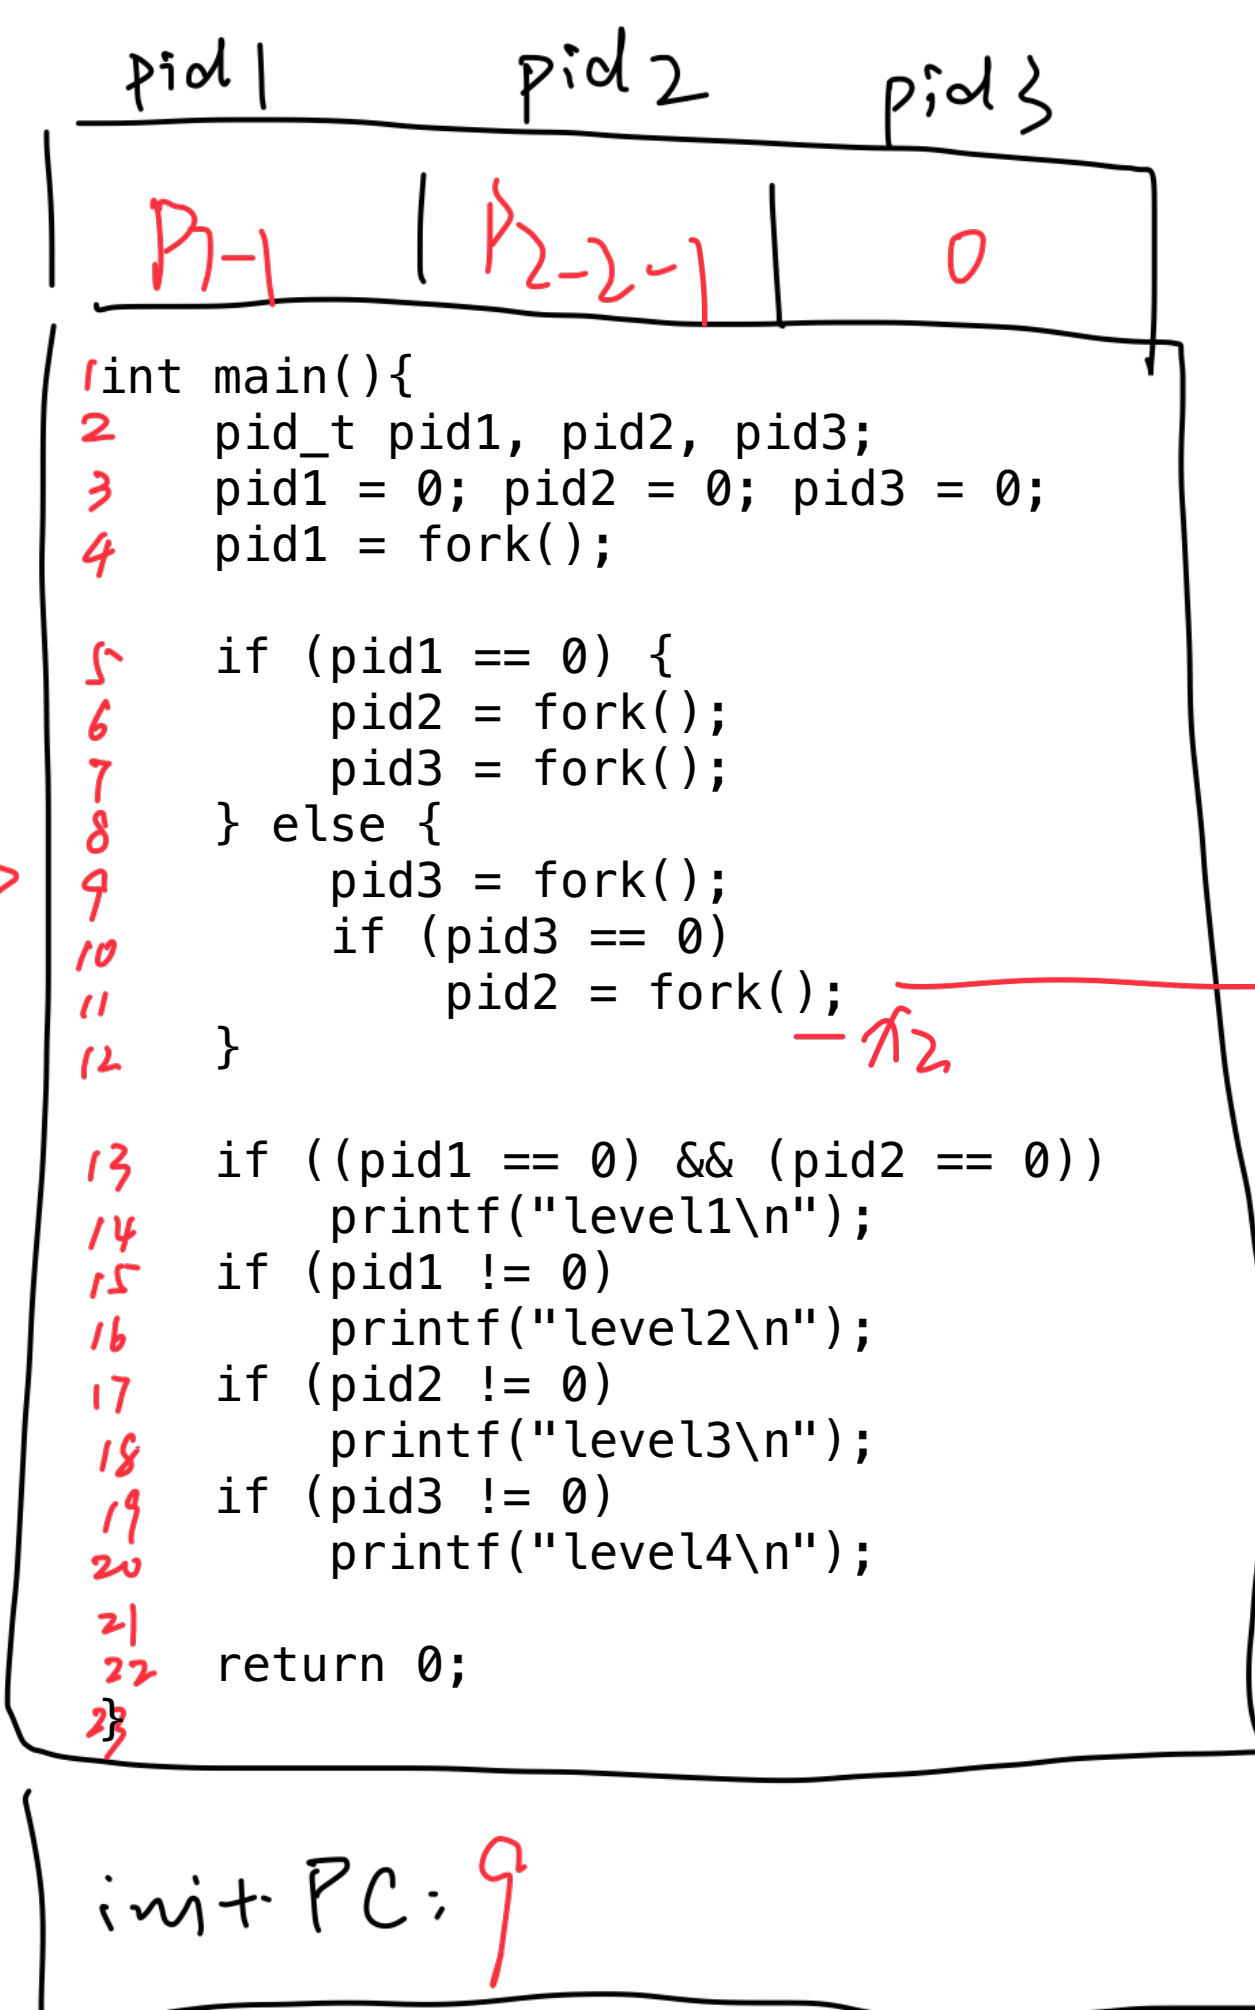 pid1 pid2 pid3
P1-1 P2-2-1 0
1 int main(){
2 pid_t pid1, pid2, pid3;
3 pid1 = 0; pid2 = 0; pid3 = 0;
4 pid1 = fork();
5 if (pid1 == 0) {
6 pid2 = fork();
7 pid3 = fork();
8 } else {
9 pid3 = fork();
10 if (pid3 == 0)
11 pid2 = fork();
12 }
13 if ((pid1 == 0) && (pid2 == 0))
14 printf("level1\n");
15 if (pid1 != 0)
16 printf("level2\n");
17 if (pid2 != 0)
18 printf("level3\n");
19 if (pid3 != 0)
20 printf("level4\n");
21
22 return 0;
23 }
init PC: 9